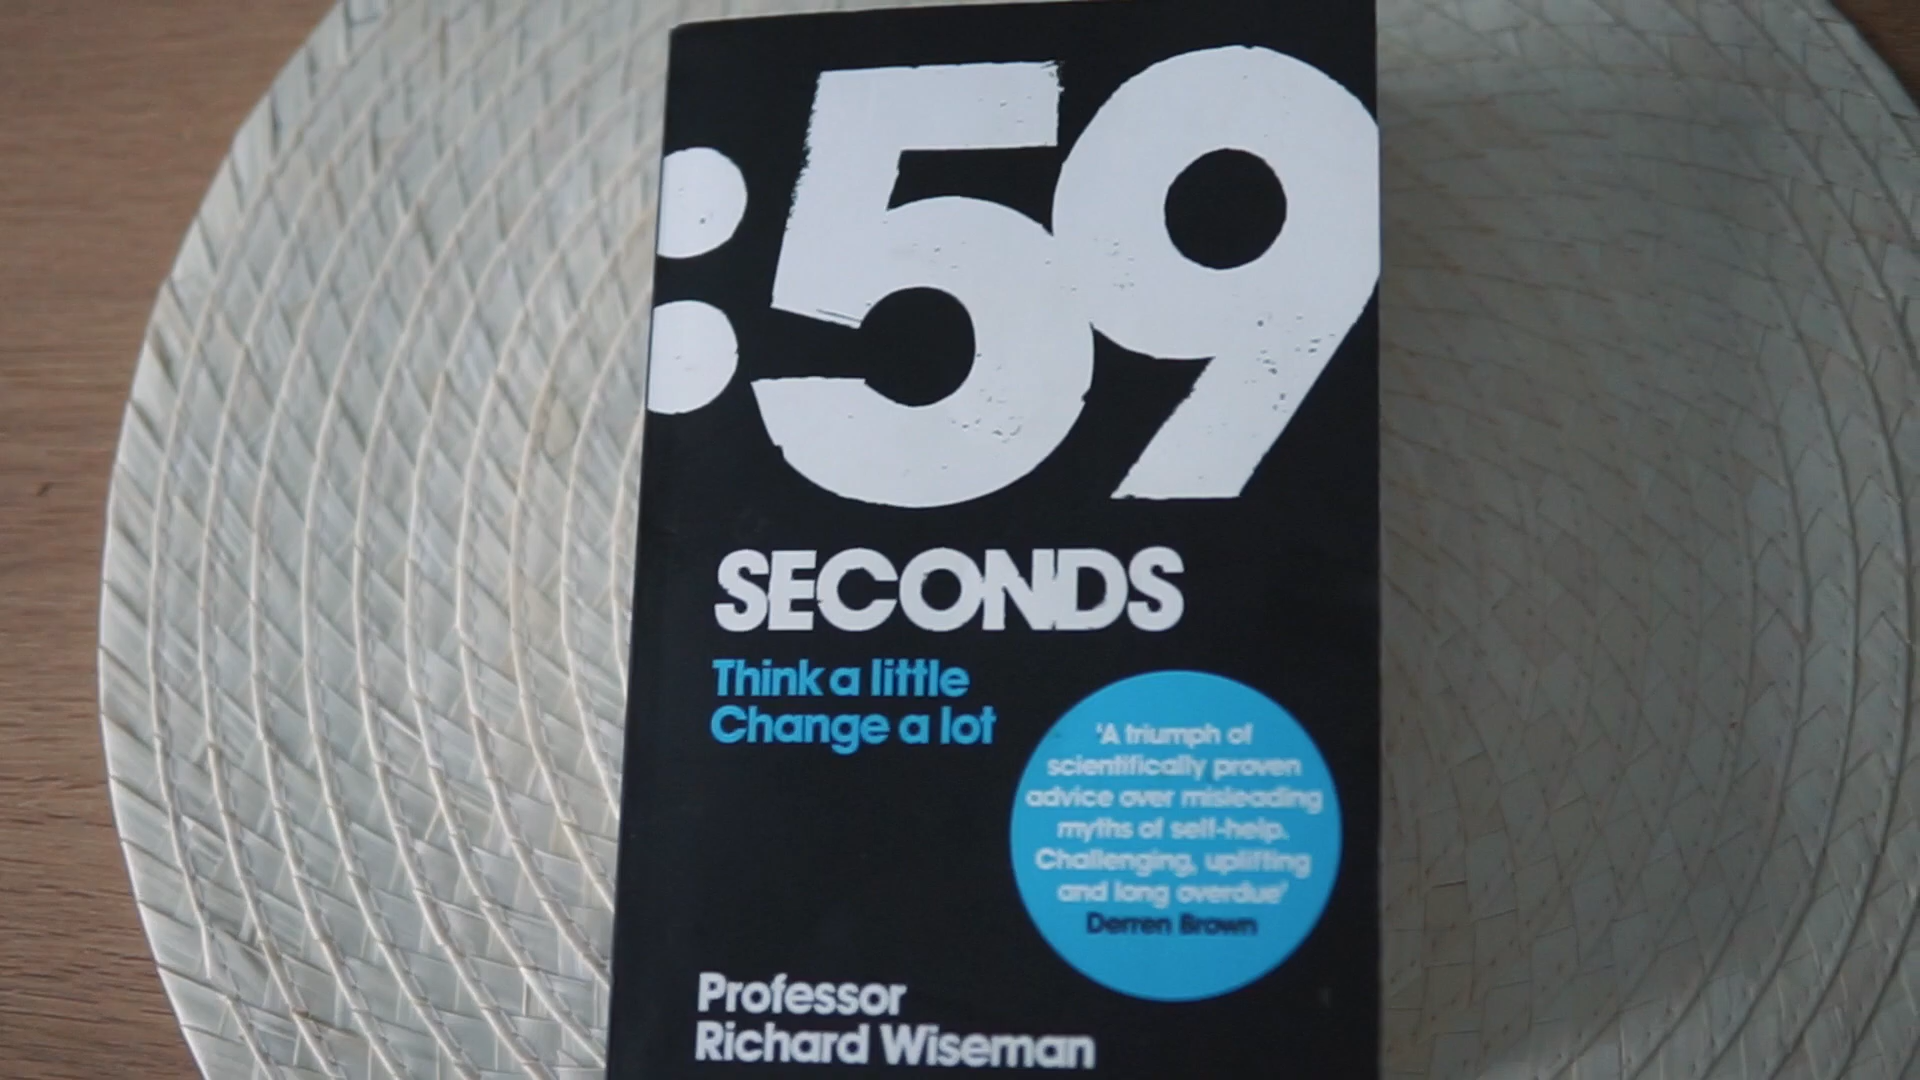 :59
SECONDS
Think a little
Change a lot
‘A triumph of
scientifically proven
advice over misleading
myths of self-help.
Challenging, uplifting
and long overdue’
Derren Brown
Professor
Richard Wiseman